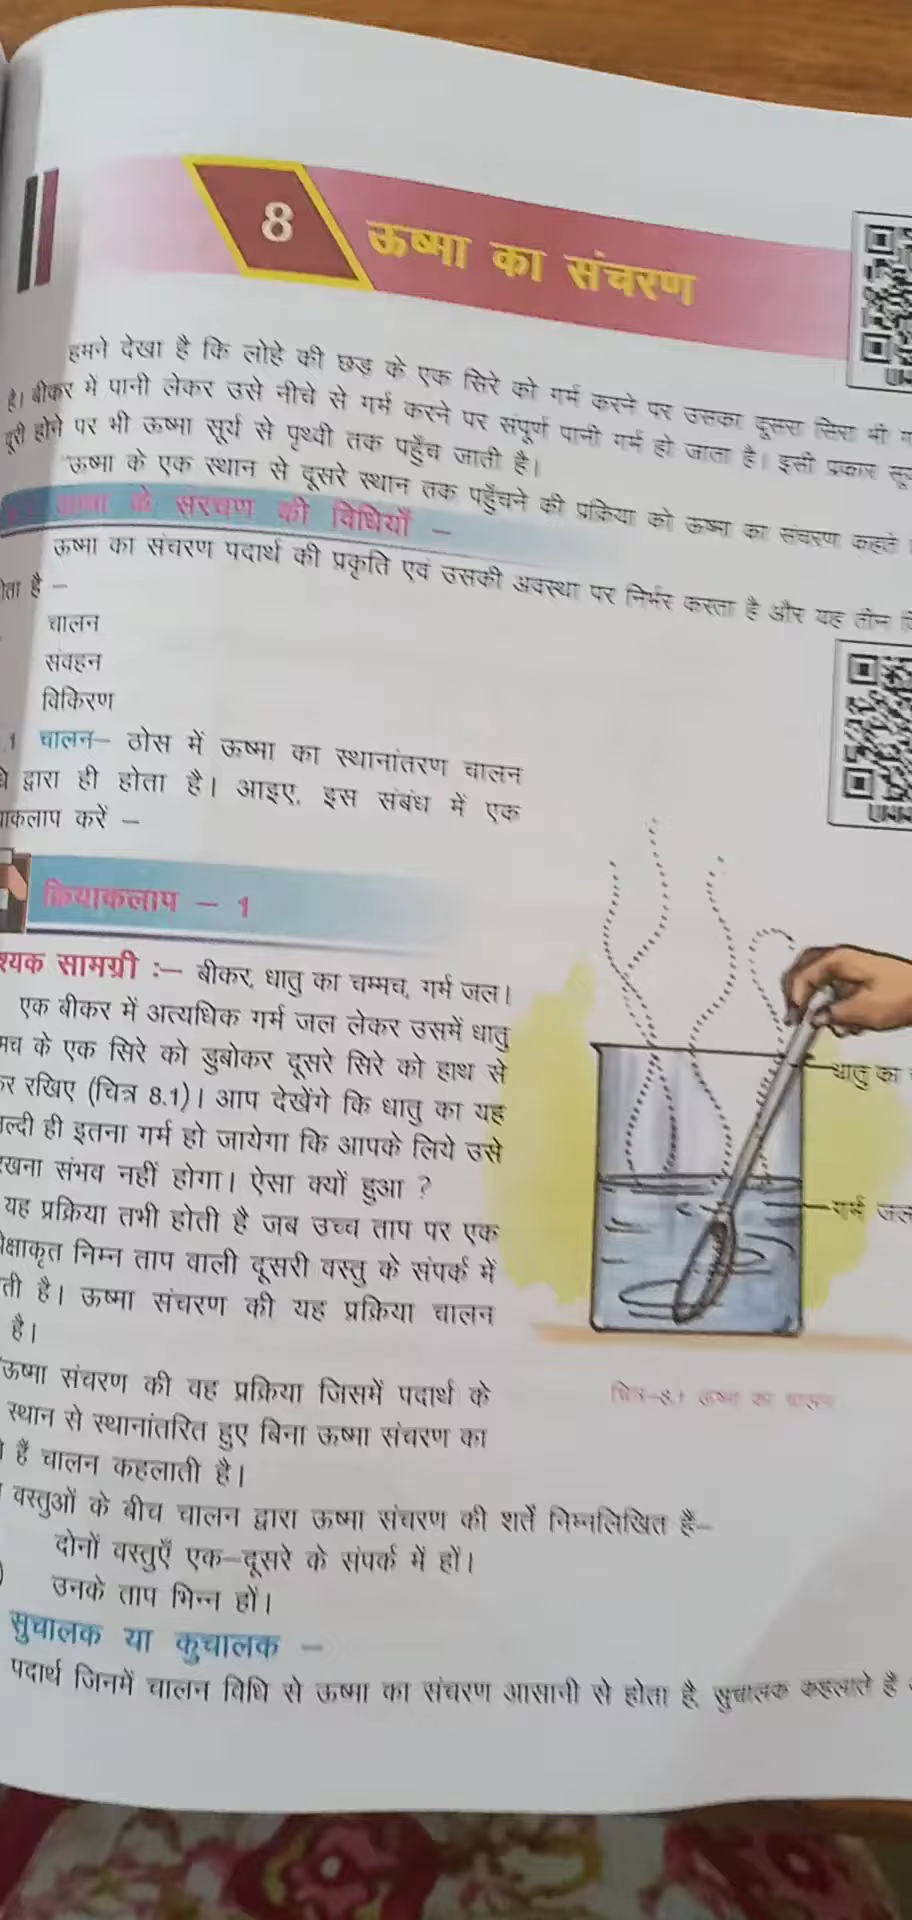 8
ऊष्मा का संचरण
हमने देखा है कि लोहे की छड़ के एक सिरे को गर्म करने पर उसका दूसरा सिरा भी
है। बीकर में पानी लेकर उसे नीचे से गर्म करने पर संपूर्ण पानी गर्म हो जाता है। इसी प्रकार
दूरी होने पर भी ऊष्मा सूर्य से पृथ्वी तक पहुँच जाती है।
"ऊष्मा के एक स्थान से दूसरे स्थान तक पहुँचने की प्रक्रिया को ऊष्मा का संचरण कहते
के संरचण की विधियाँ –
ऊष्मा का संचरण पदार्थ की प्रकृति एवं उसकी अवस्था पर निर्भर करता है और यह तीन
है –
चालन
संवहन
विकिरण
.1 चालन– ठोस में ऊष्मा का स्थानांतरण चालन
द्वारा ही होता है। आइए, इस संबंध में एक
करें –
क्रियाकलाप – 1
सामग्री :– बीकर, धातु का चम्मच, गर्म जल।
एक बीकर में अत्यधिक गर्म जल लेकर उसमें धातु
के एक सिरे को डुबोकर दूसरे सिरे को हाथ से
रखिए (चित्र 8.1)। आप देखेंगे कि धातु का यह
ही इतना गर्म हो जायेगा कि आपके लिये उसे
संभव नहीं होगा। ऐसा क्यों हुआ ?
यह प्रक्रिया तभी होती है जब उच्च ताप पर एक
निम्न ताप वाली दूसरी वस्तु के संपर्क में
है। ऊष्मा संचरण की यह प्रक्रिया चालन
है।
धातु का
गर्म जल
चित्र–8.1 ऊष्मा का चालन
ऊष्मा संचरण की वह प्रक्रिया जिसमें पदार्थ के
स्थान से स्थानांतरित हुए बिना ऊष्मा संचरण का
है चालन कहलाती है।
वस्तुओं के बीच चालन द्वारा ऊष्मा संचरण की शर्तें निम्नलिखित हैं–
दोनों वस्तुएँ एक–दूसरे के संपर्क में हों।
उनके ताप भिन्न हों।
सुचालक या कुचालक –
पदार्थ जिनमें चालन विधि से ऊष्मा का संचरण आसानी से होता है, सुचालक कहलाते है